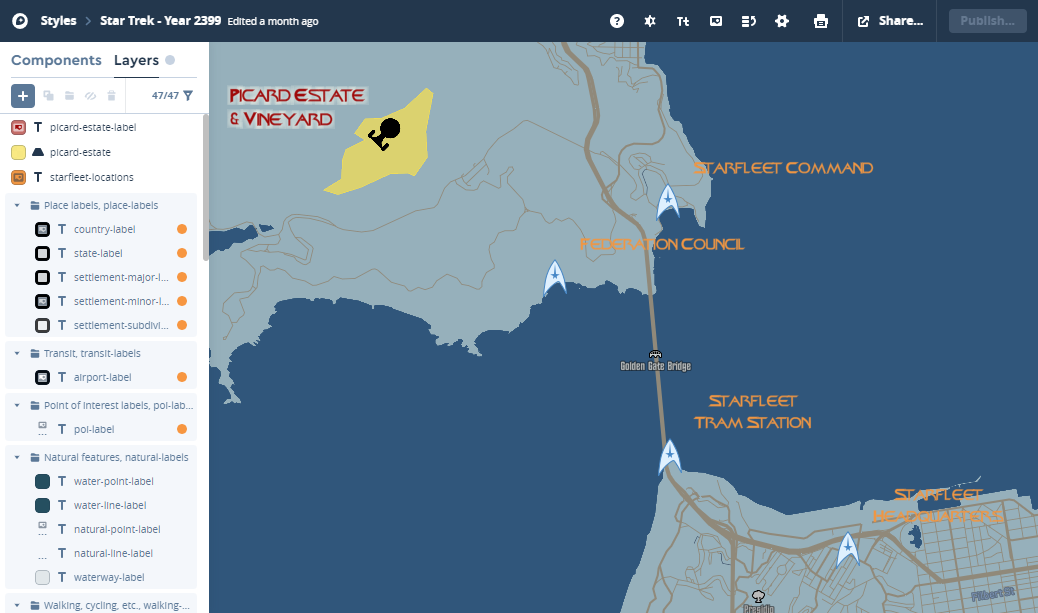 Styles
Star Trek - Year 2399 Edited a month ago
Tt
Share...
Publish...
Components
Layers
47/47
T picard-estate-label
picard-estate
T starfleet-locations
Place labels, place-labels
T country-label
T state-label
T settlement-major-l...
T settlement-minor-l...
T settlement-subdivi...
Transit, transit-labels
T airport-label
Point of interest labels, poi-lab...
T poi-label
Natural features, natural-labels
T water-point-label
T water-line-label
T natural-point-label
T natural-line-label
T waterway-label
Walking, cycling, etc., walking-...
Picard Estate
& Vineyard
Starfleet Command
Federation Council
Golden Gate Bridge
Starfleet
Tram Station
Starfleet
Headquarters
Filbert St
Presidio